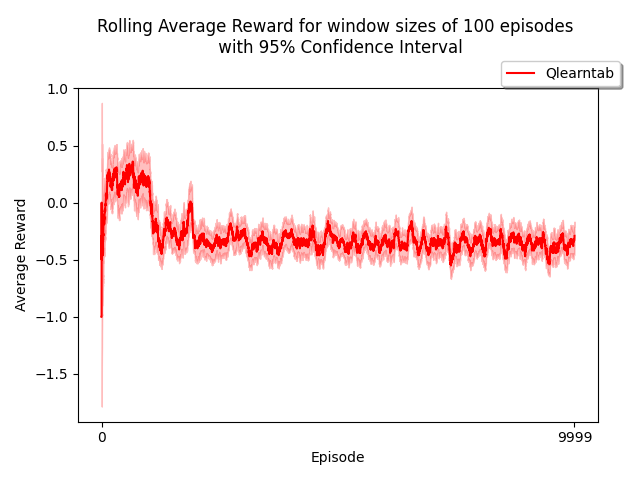 Rolling Average Reward for window sizes of 100 episodes
with 95% Confidence Interval
Qlearntab
1.0
0.5
0.0
−0.5
−1.0
−1.5
Average Reward
0 9999
Episode